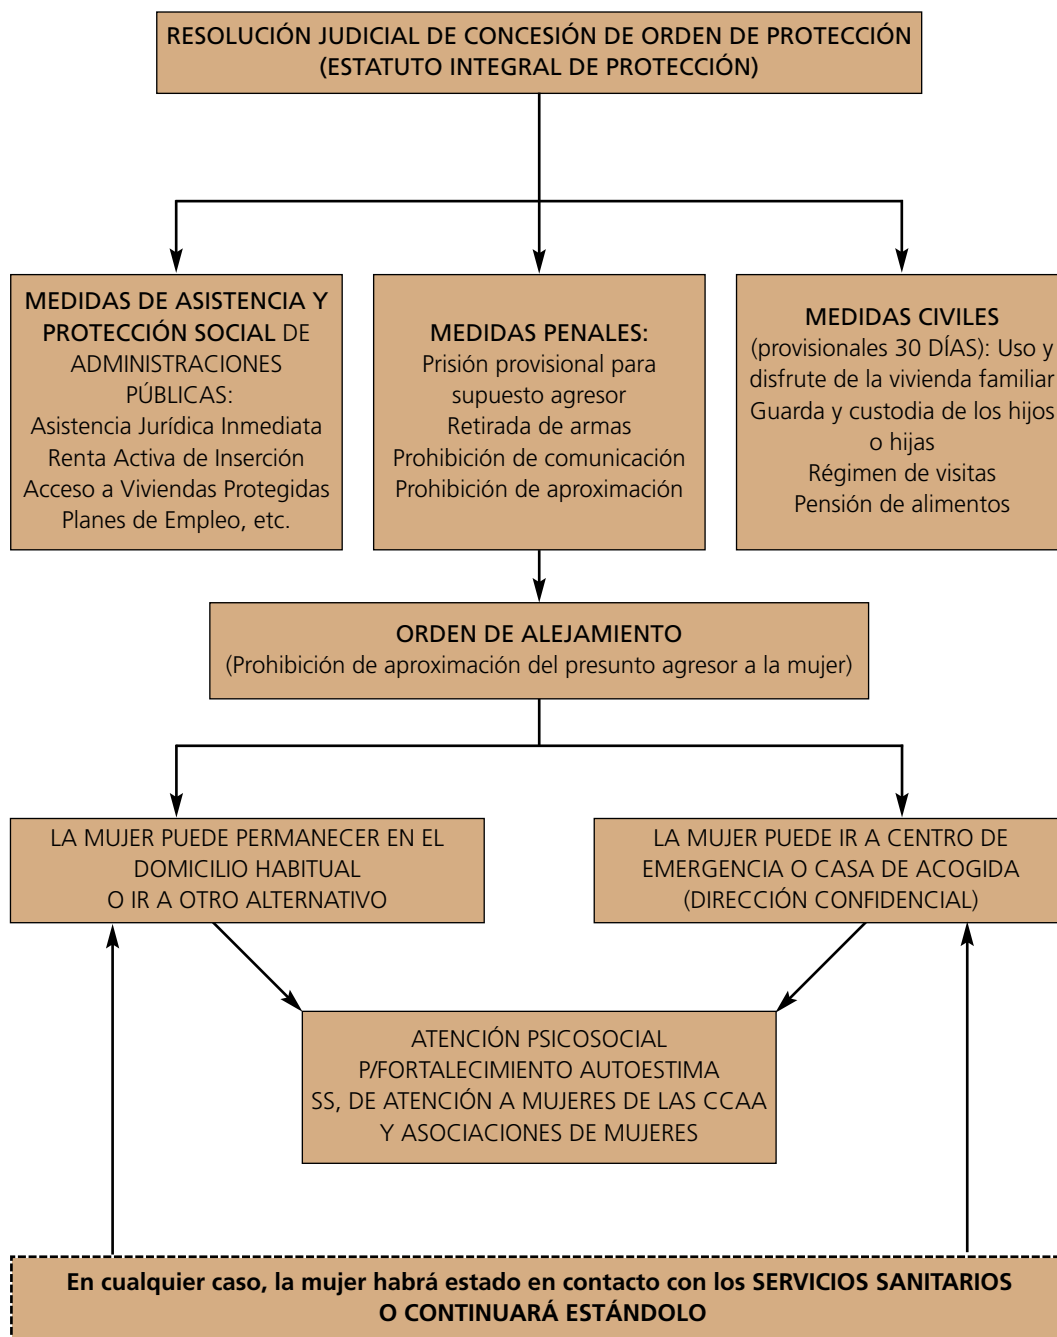 RESOLUCIÓN JUDICIAL DE CONCESIÓN DE ORDEN DE PROTECCIÓN
(ESTATUTO INTEGRAL DE PROTECCIÓN)
MEDIDAS DE ASISTENCIA Y
PROTECCIÓN SOCIAL DE
ADMINISTRACIONES
PÚBLICAS:
Asistencia Jurídica Inmediata
Renta Activa de Inserción
Acceso a Viviendas Protegidas
Planes de Empleo, etc.
MEDIDAS PENALES:
Prisión provisional para
supuesto agresor
Retirada de armas
Prohibición de comunicación
Prohibición de aproximación
MEDIDAS CIVILES
(provisionales 30 DÍAS): Uso y
disfrute de la vivienda familiar
Guarda y custodia de los hijos
o hijas
Régimen de visitas
Pensión de alimentos
ORDEN DE ALEJAMIENTO
(Prohibición de aproximación del presunto agresor a la mujer)
LA MUJER PUEDE PERMANECER EN EL
DOMICILIO HABITUAL
O IR A OTRO ALTERNATIVO
LA MUJER PUEDE IR A CENTRO DE
EMERGENCIA O CASA DE ACOGIDA
(DIRECCIÓN CONFIDENCIAL)
ATENCIÓN PSICOSOCIAL
P/FORTALECIMIENTO AUTOESTIMA
SS, DE ATENCIÓN A MUJERES DE LAS CCAA
Y ASOCIACIONES DE MUJERES
En cualquier caso, la mujer habrá estado en contacto con los SERVICIOS SANITARIOS
O CONTINUARÁ ESTÁNDOLO